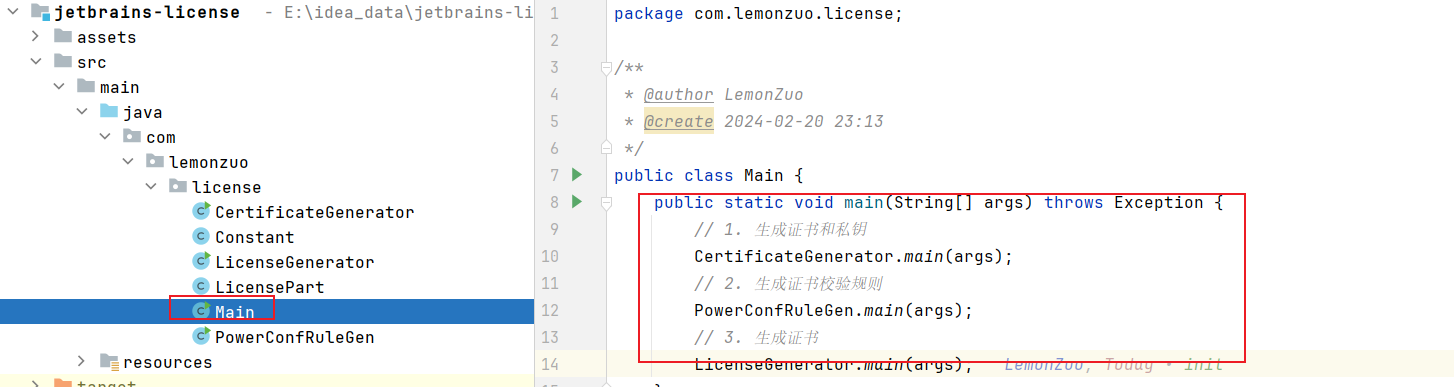 jetbrains-license - E:\idea_data\jetbrains-li
assets
src
main
java
com
lemonzuo
license
CertificateGenerator
Constant
LicenseGenerator
LicensePart
Main
PowerConfRuleGen
resources
target
1 package com.lemonzuo.license;
2
3 /**
4 * @author LemonZuo
5 * @create 2024-02-20 23:13
6 */
7 public class Main {
8 public static void main(String[] args) throws Exception {
9 // 1. 生成证书和私钥
10 CertificateGenerator.main(args);
11 // 2. 生成证书校验规则
12 PowerConfRuleGen.main(args);
13 // 3. 生成证书
14 LicenseGenerator.main(args); LemonZuo, Today • init
}